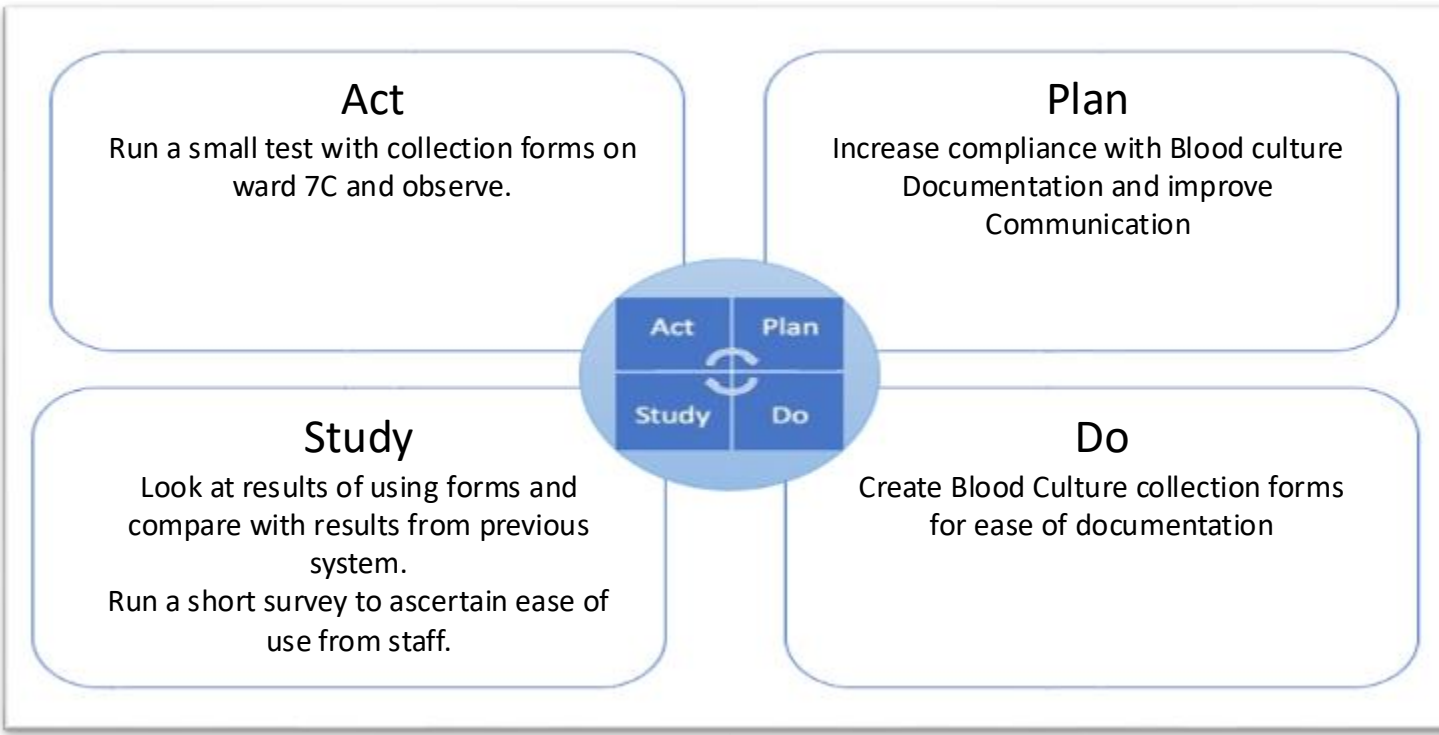 Act
Run a small test with collection forms on
ward 7C and observe.
Plan
Increase compliance with Blood culture
Documentation and improve
Communication
Act
Plan
Study
Do
Study
Look at results of using forms and
compare with results from previous
system.
Run a short survey to ascertain ease of
use from staff.
Do
Create Blood Culture collection forms
for ease of documentation